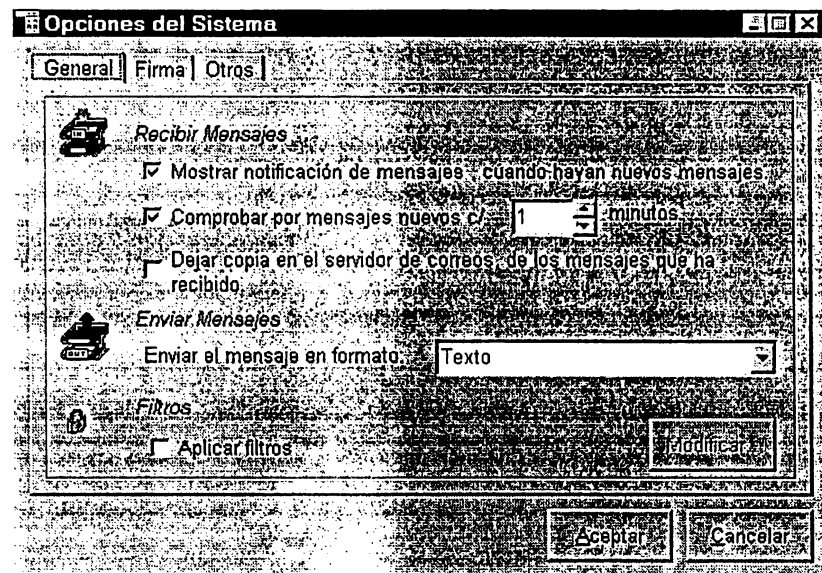 Opciones del Sistema
General Firma Otros
Recibir Mensajes
Mostrar notificación de mensajes, cuando hayan nuevos mensajes
Comprobar por mensajes nuevos c/ 1 minutos
Dejar copia en el servidor de correos, de los mensajes que ha
recibido
Enviar Mensajes
Enviar el mensaje en formato: Texto
Filtros
Aplicar filtros Modificar
Aceptar Cancelar